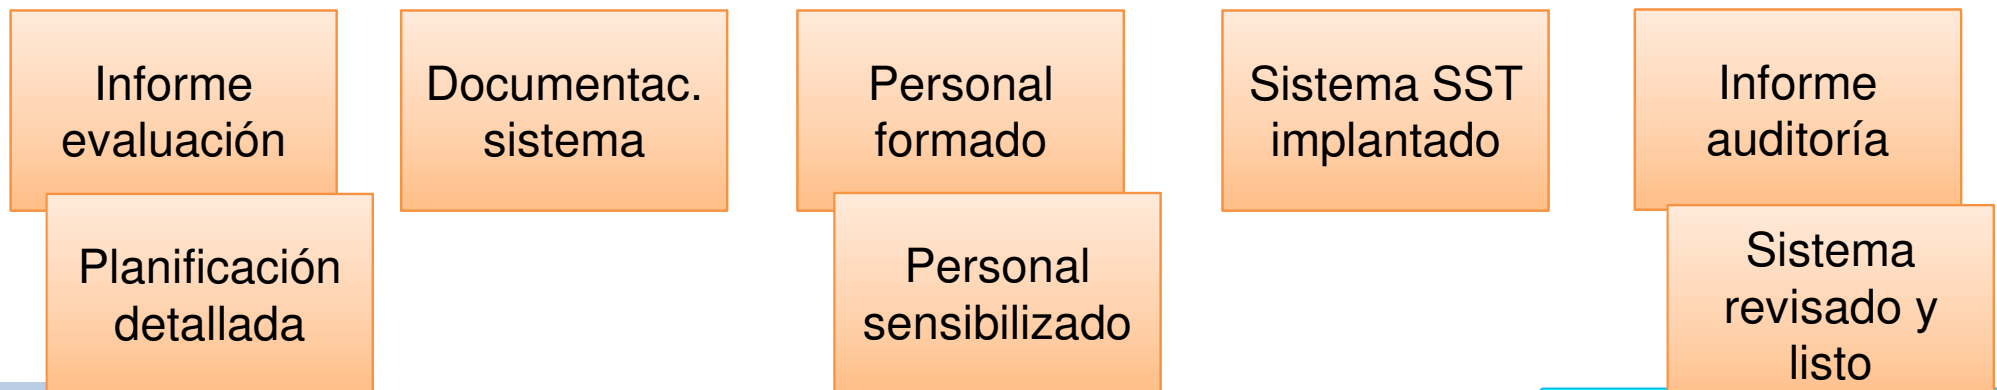 Informe
evaluación
Planificación
detallada
Documentac.
sistema
Personal
formado
Personal
sensibilizado
Sistema SST
implantado
Informe
auditoría
Sistema
revisado y
listo